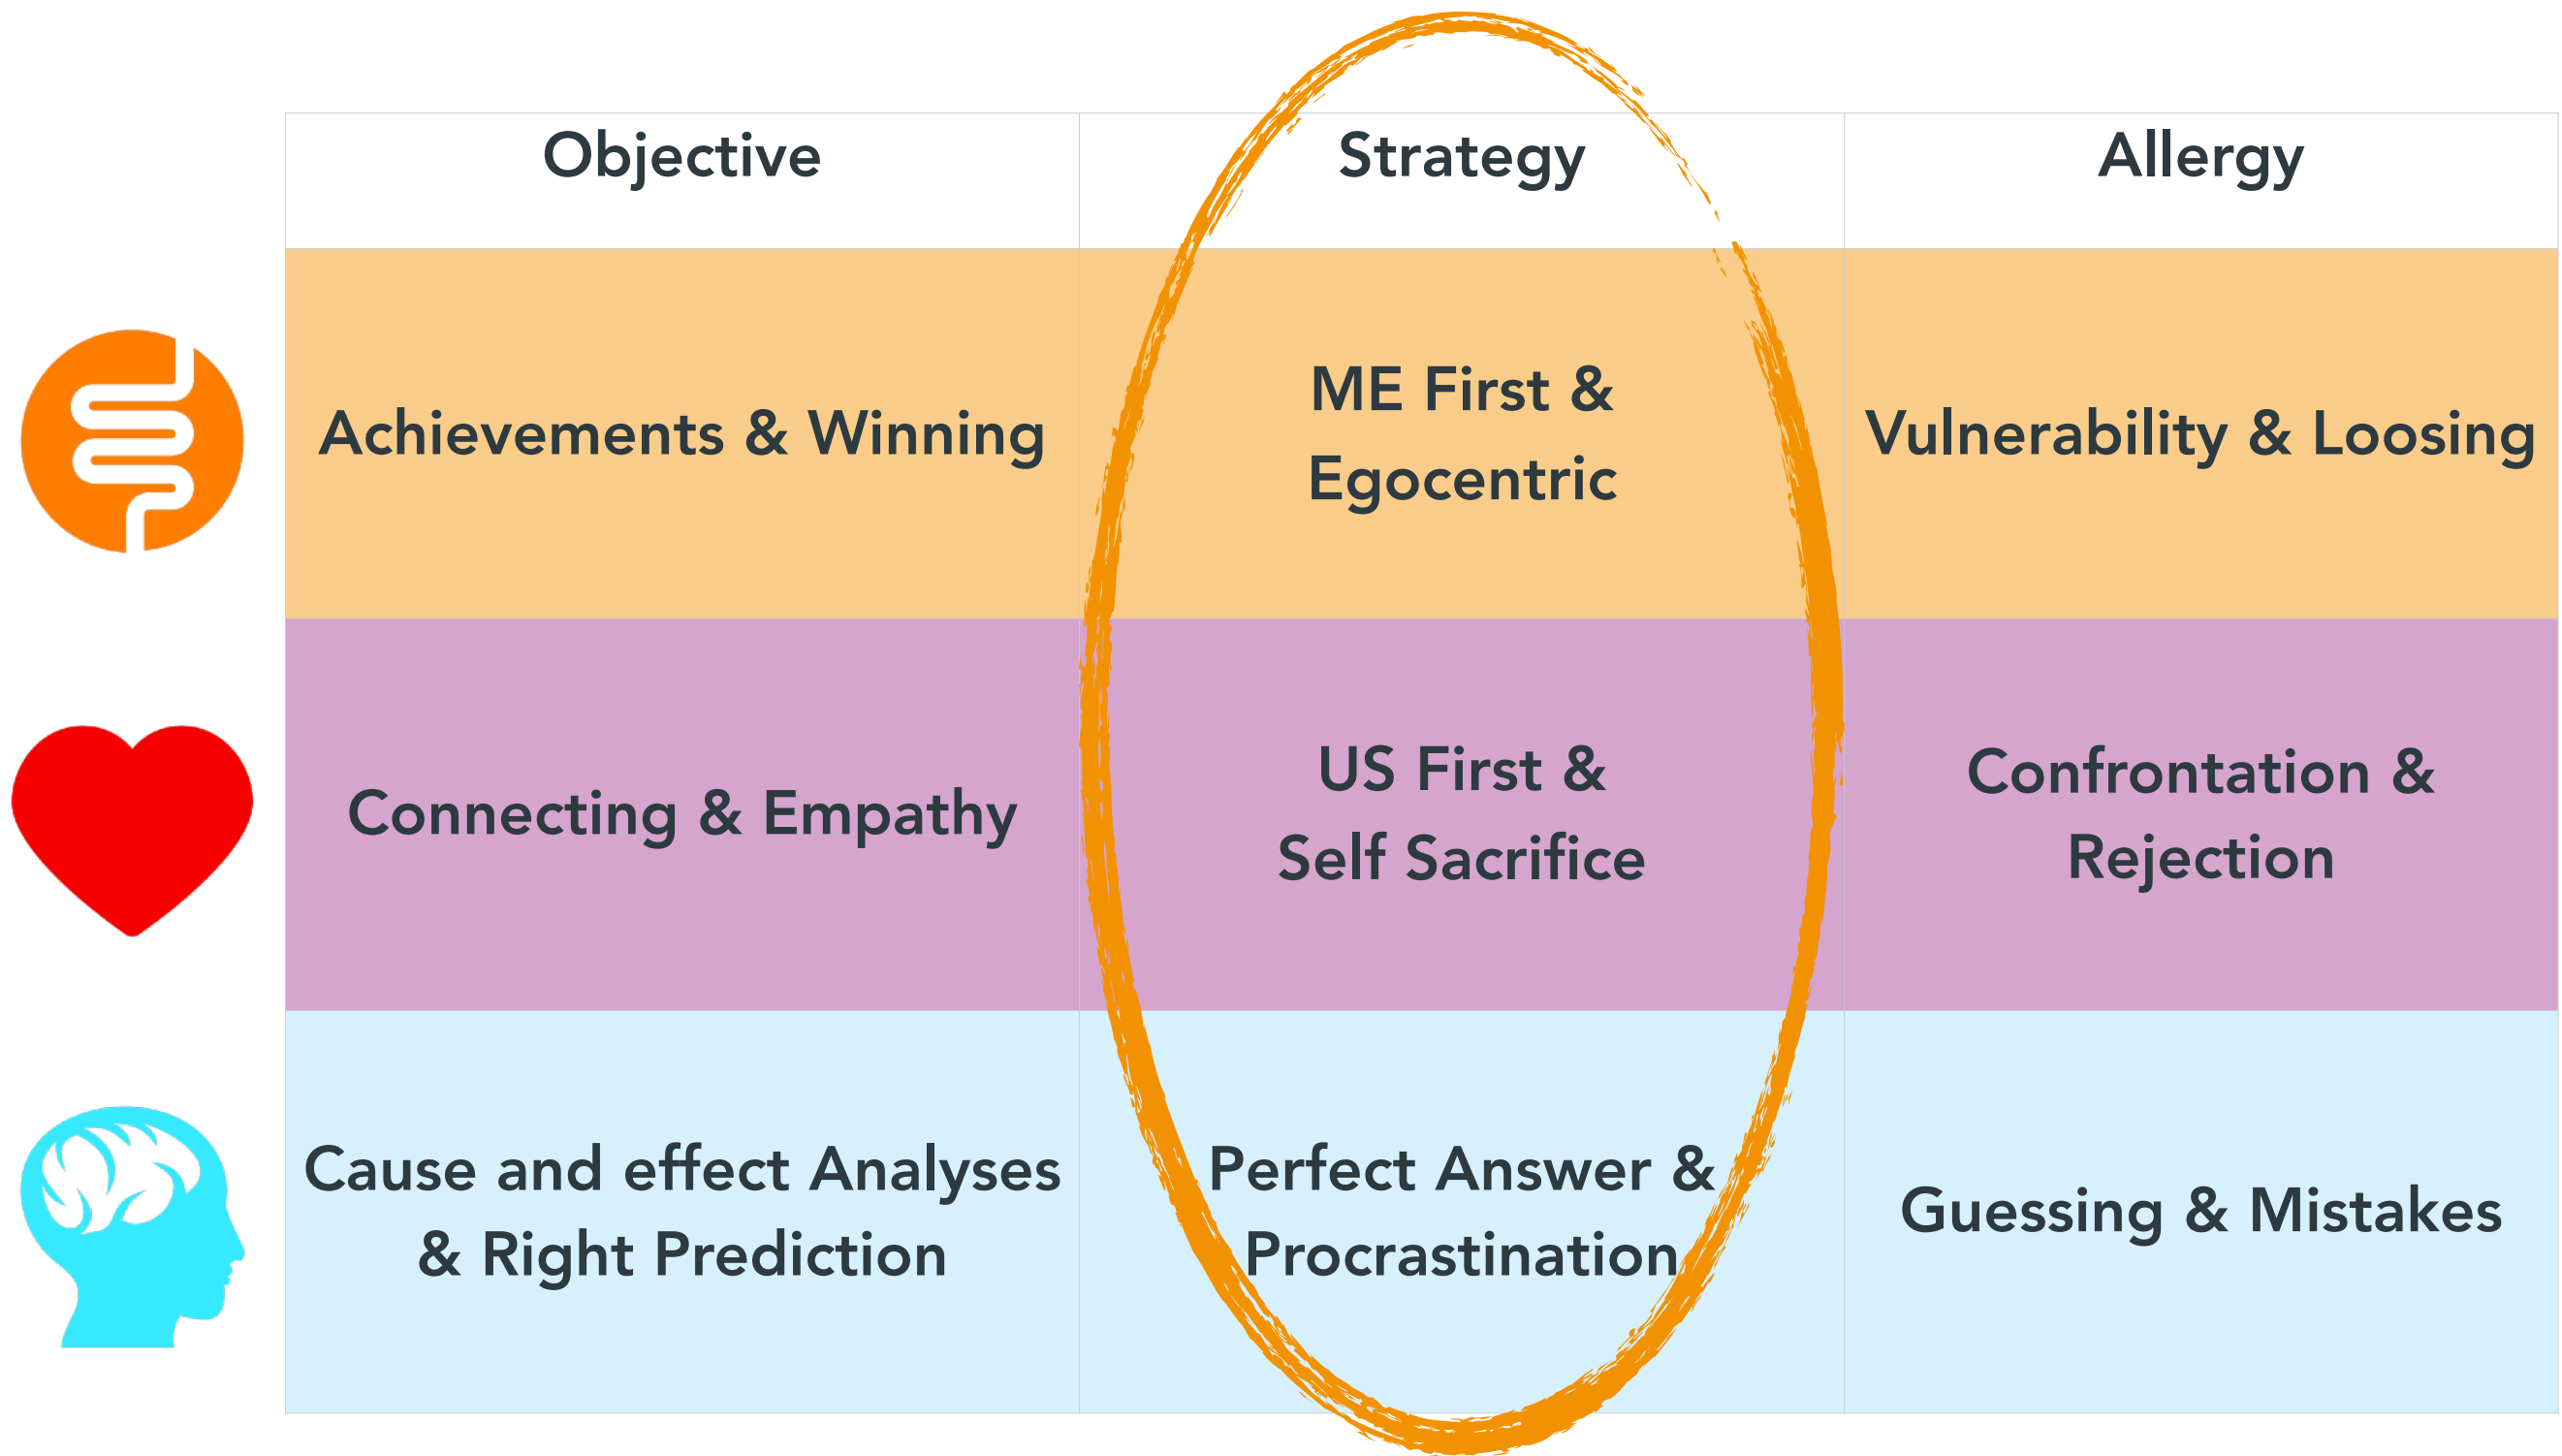 Objective
Strategy
Allergy
Achievements & Winning
ME First &
Egocentric
Vulnerability & Loosing
Connecting & Empathy
US First &
Self Sacrifice
Confrontation &
Rejection
Cause and effect Analyses
& Right Prediction
Perfect Answer &
Procrastination
Guessing & Mistakes